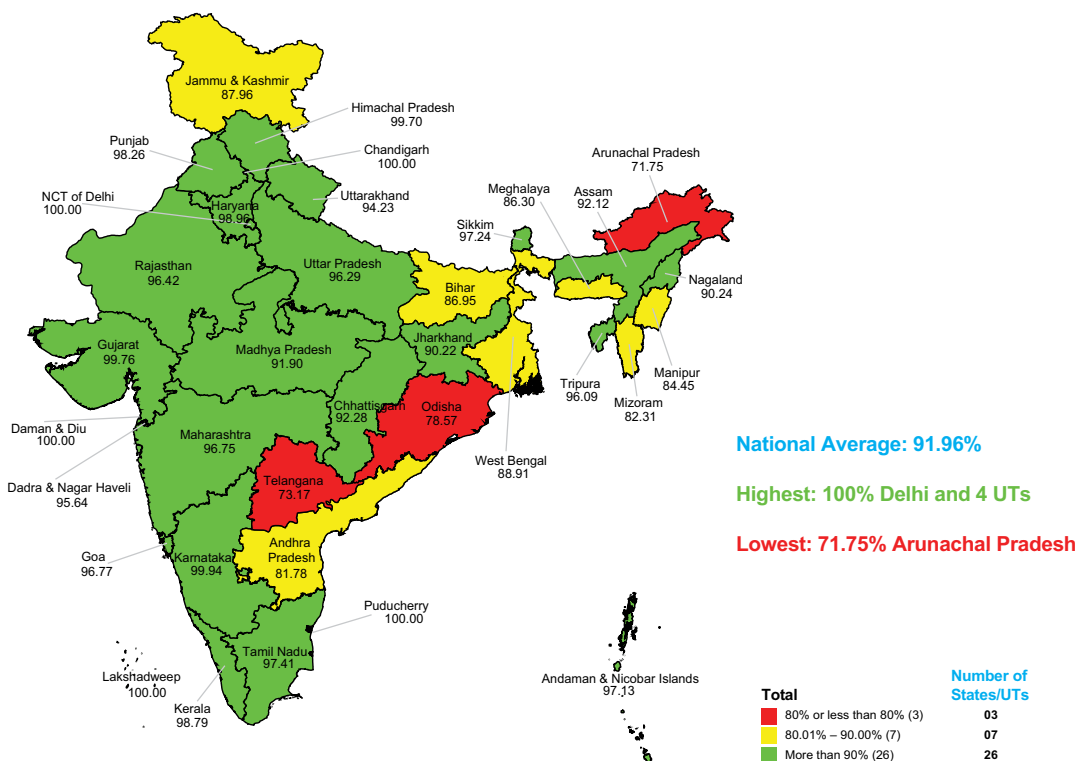 Jammu & Kashmir
87.96
Himachal Pradesh
99.70
Punjab
98.26
Chandigarh
100.00
Arunachal Pradesh
71.75
NCT of Delhi
100.00
Haryana
98.96
Uttarakhand
94.23
Meghalaya
86.30
Assam
92.12
Sikkim
97.24
Rajasthan
96.42
Uttar Pradesh
96.29
Bihar
86.95
Nagaland
90.24
Gujarat
99.76
Madhya Pradesh
91.90
Jharkhand
90.22
Manipur
84.45
Tripura
96.09
Mizoram
82.31
Daman & Diu
100.00
Maharashtra
96.75
Chhattisgarh
92.28
Odisha
78.57
West Bengal
88.91
Dadra & Nagar Haveli
95.64
Telangana
73.17
Goa
96.77
Karnataka
99.94
Andhra
Pradesh
81.78
Puducherry
100.00
Lakshadweep
100.00
Tamil Nadu
97.41
Kerala
98.79
Andaman & Nicobar Islands
97.13
National Average: 91.96%
Highest: 100% Delhi and 4 UTs
Lowest: 71.75% Arunachal Pradesh
Total
Number of
States/UTs
80% or less than 80% (3) 03
80.01% – 90.00% (7) 07
More than 90% (26) 26